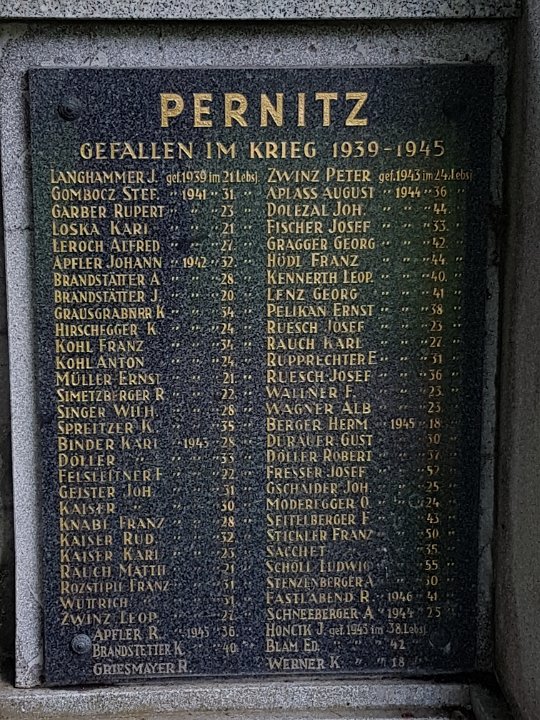 PERNITZ
GEFALLEN IM KRIEG 1939-1945
LANGHAMMER J. gef. 1939 im 21. Lebsj.
GOMBOCZ STEF. " 1941 " 31. "
GARBER RUPERT " " " 23. "
LOSKA KARL " " " 21 "
LEROCH ALFRED " " " 27. "
APFLER JOHANN " 1942 " 32. "
BRANDSTÄTTER A. " " " 28. "
BRANDSTÄTTER J. " " " 20 "
GRAUSGRABNER K " " " 34 "
HIRSCHEGGER K " " " 24 "
KOHL FRANZ " " " 34 "
KOHL ANTON " " " 24. "
MÜLLER ERNST " " " 21 "
SIMETZBERGER R. " " " 22. "
SINGER WILH. " " " 28 "
SPREITZER K. " " " 35 "
BINDER KARL " 1943 " 28 "
DOLLER " " " " 33 "
FELSLEITNER F " " " 22. "
GEISTER JOH. " " " 31. "
KAISER " " " " 30 "
KNABL FRANZ " " " 28 "
KAISER RUD. " " " 32 "
KAISER KARL " " " 23 "
RAUCH MATTH " " " 21 "
ROZSTIPIL FRANZ " " " 31 "
WUTTRICH " " " 31. "
ZWINZ LEOP. " " " 27. "
APFLER R. " 1943 " 36. "
BRANDSTETTER K " " " 40. "
GRIESMAYER R.
ZWINZ PETER gef. 1943 im 24. Lebsj
APLASS AUGUST " 1944 " 36 "
DOLEZAL JOH. " " " 44. "
FISCHER JOSEF " " " 33. "
GRAGGER GEORG " " " 42. "
HÖDL FRANZ " " " 44 "
KENNERTH LEOP. " " " 40. "
LENZ GEORG " " " 41 "
PELIKAN ERNST " " " 38 "
RUESCH JOSEF " " " 23 "
RAUCH KARL " " " 27 "
RUPPRECHTER E " " " 31 "
RUESCH JOSEF " " " 36 "
WALLNER F. " " " 23. "
WAGNER ALB " " " 23. "
BERGER HERM " 1945 " 18. "
DURAUER GUST " " " 30 "
DOLLER ROBERT " " " 37 "
FRESSER JOSEF " " " 52. "
GSCHAIDER JOH. " " " 25 "
MODEREGGER O. " " " 24 "
SEITELBERGER F " " " 43 "
STICKLER FRANZ " " " 50 "
SACCHET " " " 35. "
SCHOLL LUDWIG " " " 55 "
STENZENBERGER A " " " 30 "
FASTLABEND R. " 1946 " 41 "
SCHNEEBERGER A " 1944 " 25 "
HONCIK J. gef. 1943 im 38. Lebsj.
BLAM ED. " " " 42 "
WERNER K " " " 18 "